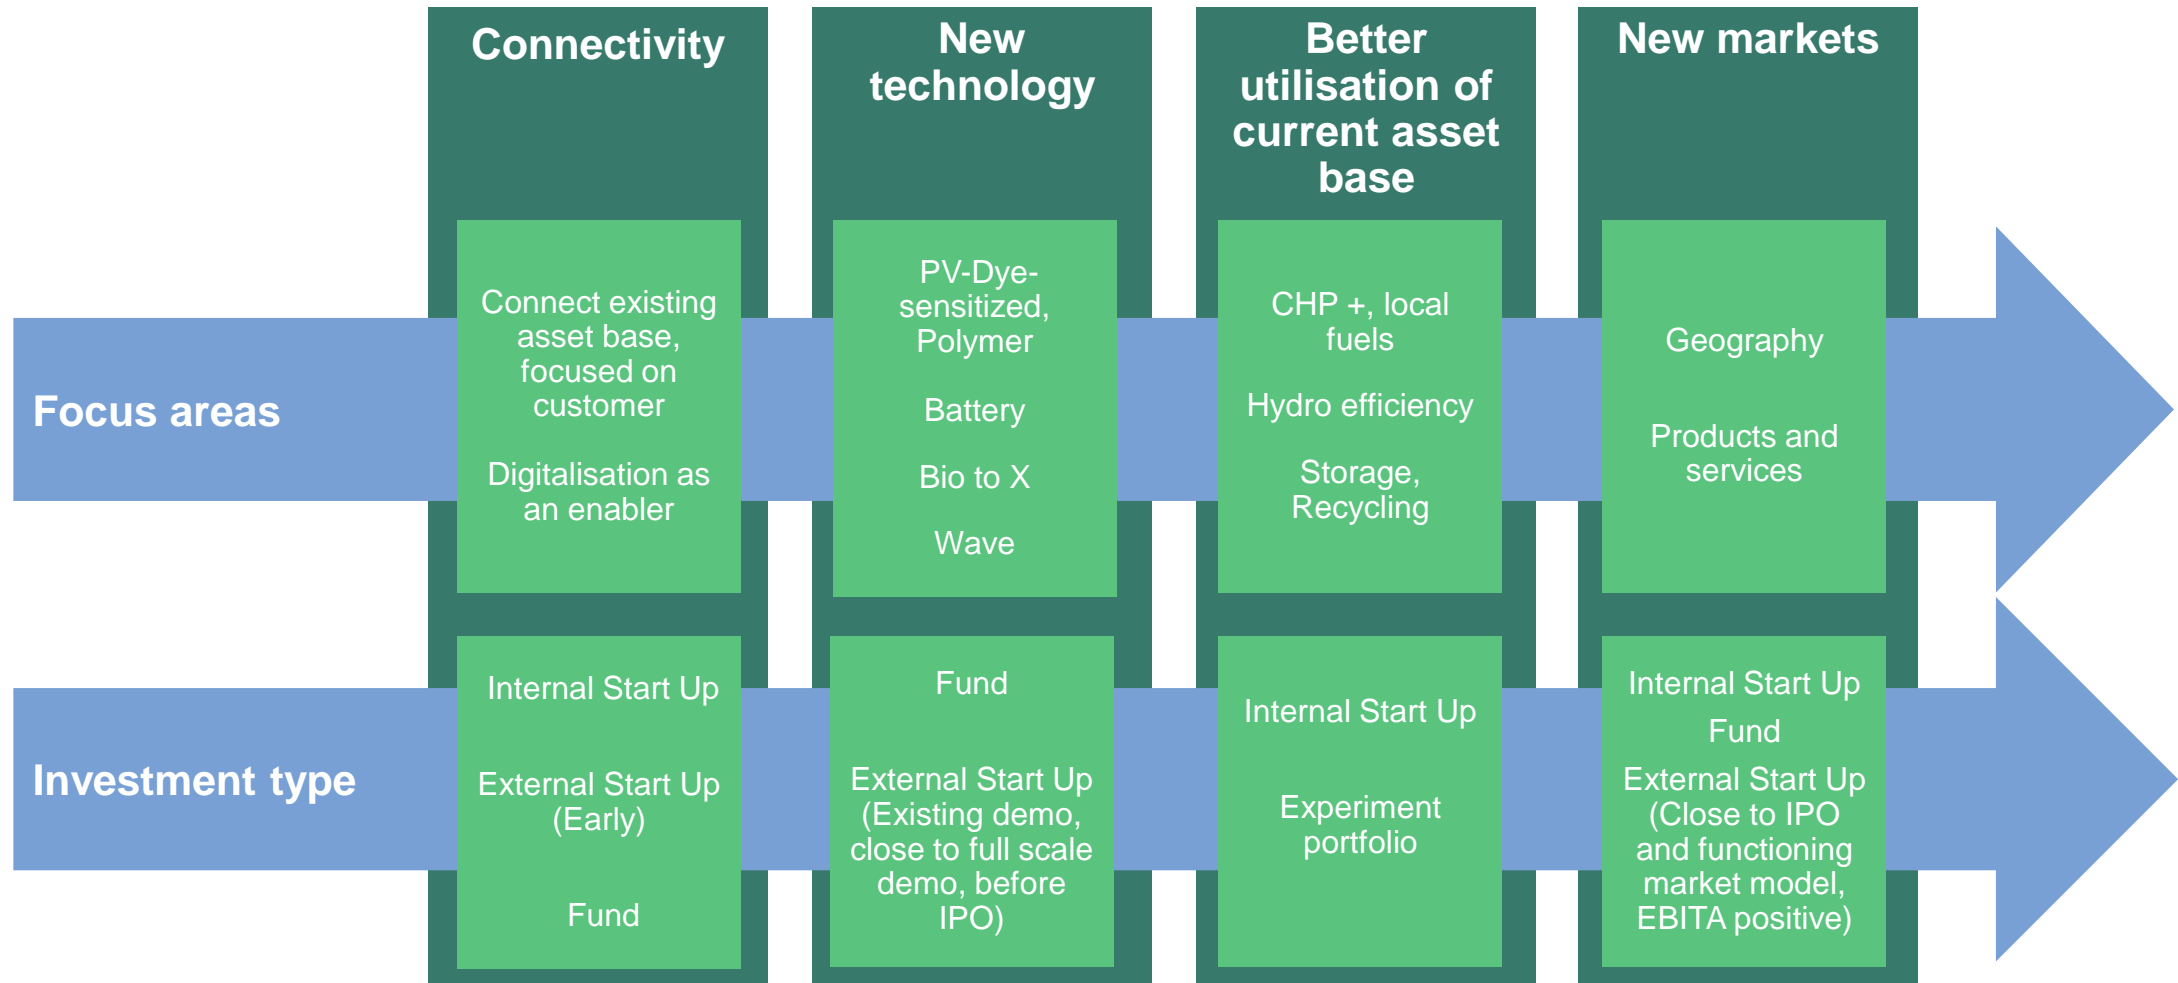 Connectivity
New
technology
Better
utilisation of
current asset
base
New markets
Focus areas
Connect existing
asset base,
focused on
customer
Digitalisation as
an enabler
PV-Dye-
sensitized,
Polymer
Battery
Bio to X
Wave
CHP +, local
fuels
Hydro efficiency
Storage,
Recycling
Geography
Products and
services
Investment type
Internal Start Up
External Start Up
(Early)
Fund
Fund
External Start Up
(Existing demo,
close to full scale
demo, before
IPO)
Internal Start Up
Experiment
portfolio
Internal Start Up
Fund
External Start Up
(Close to IPO
and functioning
market model,
EBITA positive)